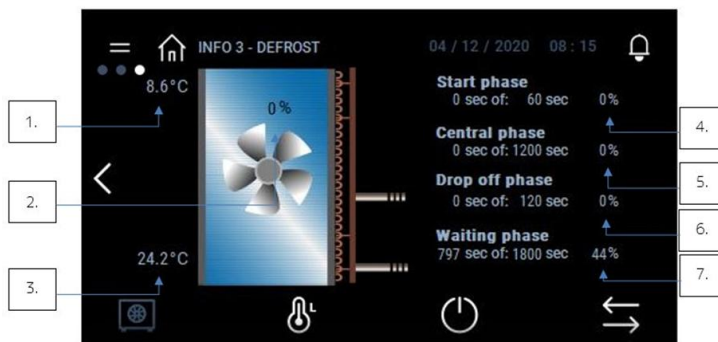 INFO 3 - DEFROST
04 / 12 / 2020 08 : 15
8.6°C
0 %
Start phase
0 sec of: 60 sec 0%
1.
4.
Central phase
0 sec of: 1200 sec 0%
5.
Drop off phase
2.
0 sec of: 120 sec 0%
6.
Waiting phase
24.2°C
797 sec of: 1800 sec 44%
7.
3.
L